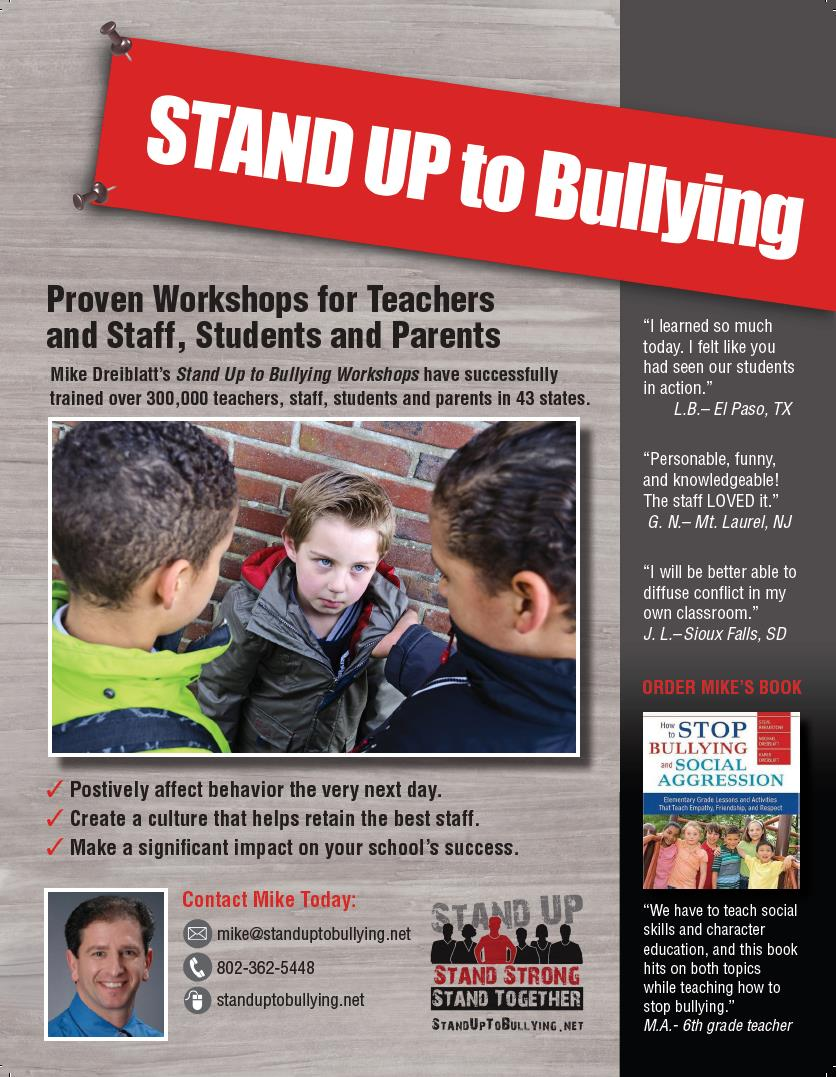 STAND UP to Bullying
Proven Workshops for Teachers
and Staff, Students and Parents
Mike Dreiblatt's Stand Up to Bullying Workshops have successfully
trained over 300,000 teachers, staff, students and parents in 43 states.
✓ Postively affect behavior the very next day.
✓ Create a culture that helps retain the best staff.
✓ Make a significant impact on your school's success.
Contact Mike Today:
mike@standuptobullying.net
802-362-5448
standuptobullying.net
STAND UP
STAND STRONG
STAND TOGETHER
STANDUPTOBULLYING.NET
“I learned so much
today. I felt like you
had seen our students
in action.”
L.B.– El Paso, TX
“Personable, funny,
and knowledgeable!
The staff LOVED it.”
G. N.– Mt. Laurel, NJ
“I will be better able to
diffuse conflict in my
own classroom.”
J. L.–Sioux Falls, SD
ORDER MIKE'S BOOK
How to STOP
BULLYING
and SOCIAL
AGGRESSION
STEVE
BREAKSTONE
MICHAEL
DREIBLATT
KAREN
DREIBLATT
Elementary Grade Lessons and Activities
That Teach Empathy, Friendship, and Respect
“We have to teach social
skills and character
education, and this book
hits on both topics
while teaching how to
stop bullying.”
M.A.- 6th grade teacher